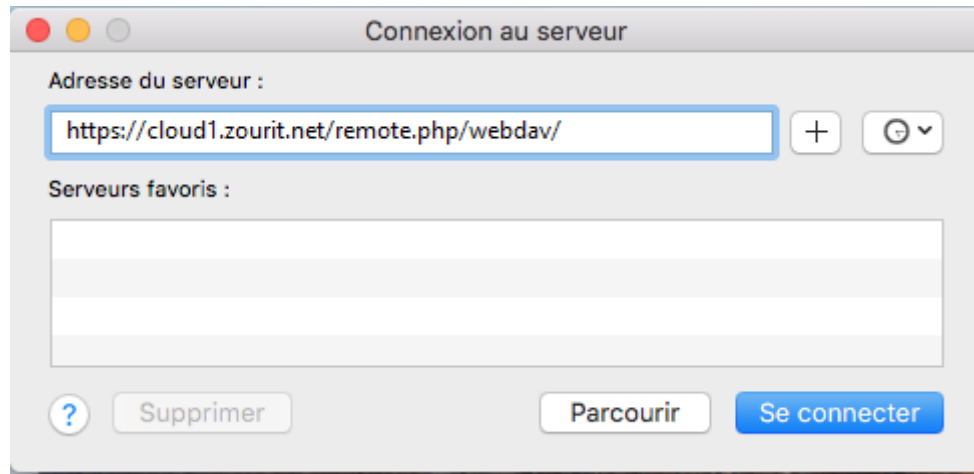 Connexion au serveur
Adresse du serveur :
https://cloud1.zourit.net/remote.php/webdav/
Serveurs favoris :
?
Supprimer
Parcourir
Se connecter